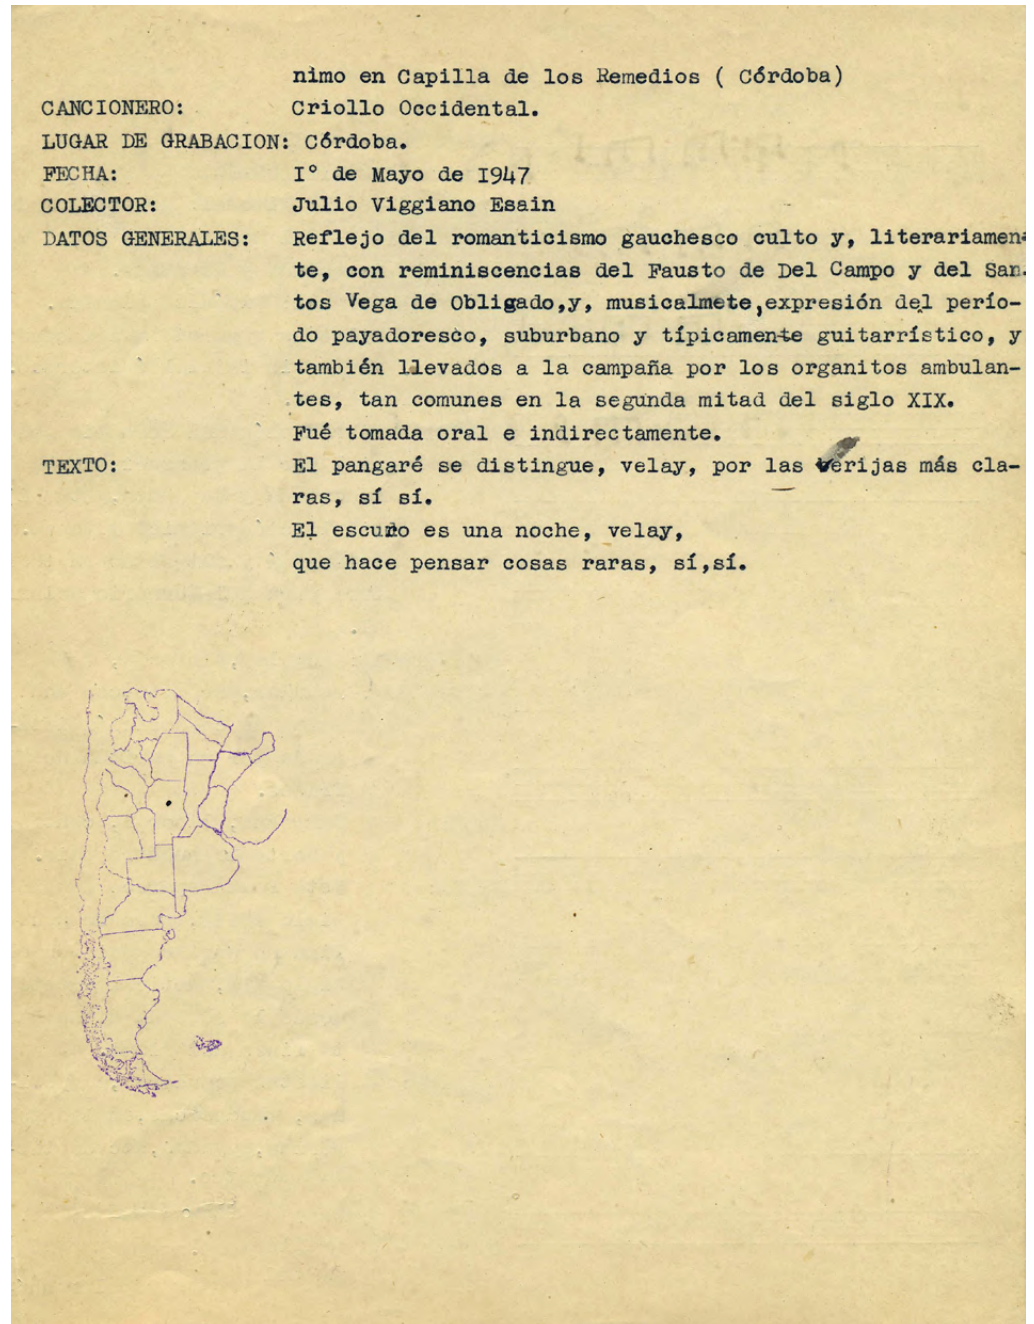 nimo en Capilla de los Remedios ( Córdoba)
CANCIONERO: Criollo Occidental.
LUGAR DE GRABACION: Córdoba.
FECHA: I° de Mayo de I947
COLECTOR: Julio Viggiano Esain
DATOS GENERALES: Reflejo del romanticismo gauchesco culto y, literariamen-
te, con reminiscencias del Fausto de Del Campo y del San.
tos Vega de Obligado,y, musicalmete,expresión del perío-
do payadoresco, suburbano y típicamente guitarrístico, y
también llevados a la campaña por los organitos ambulan-
tes, tan comunes en la segunda mitad del siglo XIX.
Fué tomada oral e indirectamente.
TEXTO: El pangaré se distingue, velay, por las verijas más cla-
ras, sí sí.
El es una noche, velay,
que hace pensar cosas raras, sí,sí.